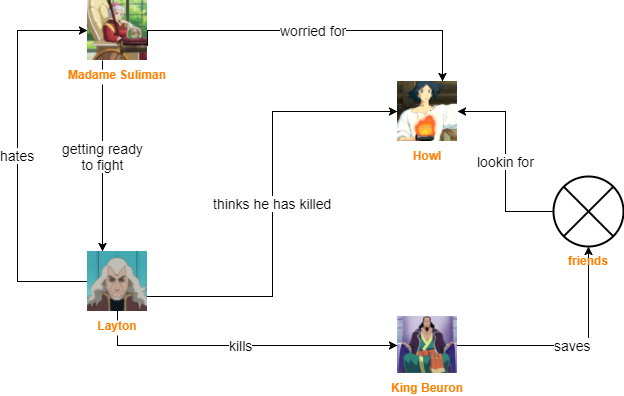 worried for
Madame Suliman
getting ready
to fight
hates
Howl
lookin for
thinks he has killed
friends
Layton
kills
saves
King Beuron